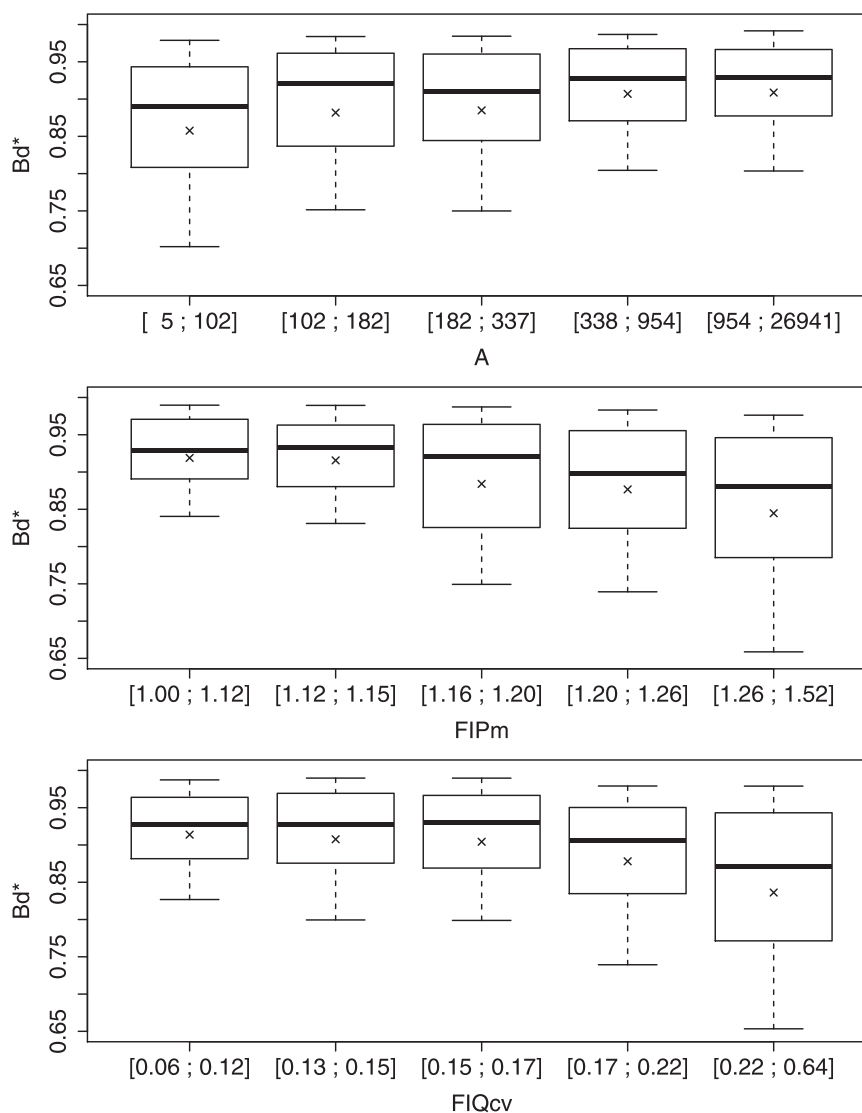 0.95
0.85
0.75
0.65
Bd*
[ 5 ; 102] [102 ; 182] [182 ; 337] [338 ; 954] [954 ; 26941]
A
0.95
0.85
0.75
0.65
Bd*
[1.00 ; 1.12] [1.12 ; 1.15] [1.16 ; 1.20] [1.20 ; 1.26] [1.26 ; 1.52]
FIPm
0.95
0.85
0.75
0.65
Bd*
[0.06 ; 0.12] [0.13 ; 0.15] [0.15 ; 0.17] [0.17 ; 0.22] [0.22 ; 0.64]
FIQcv